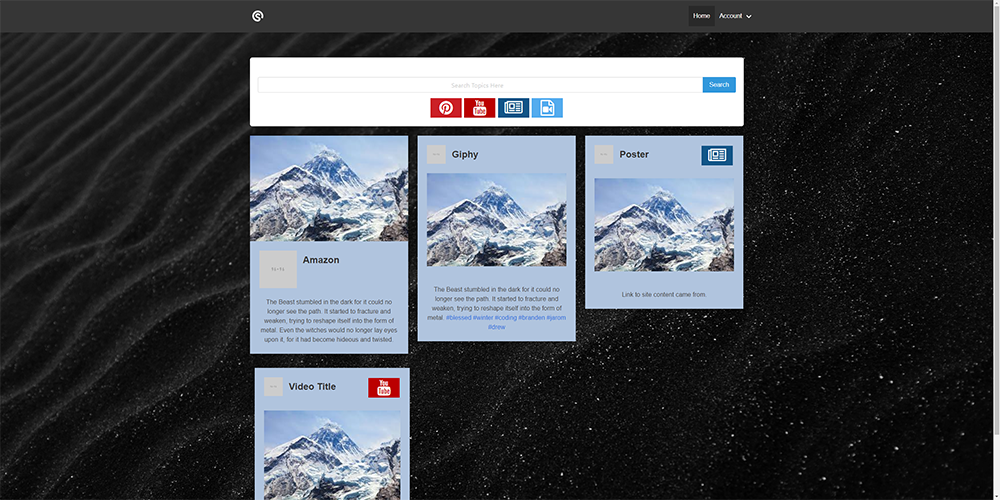 Home Account
Search Topics Here Search
You Tube
Amazon
The Beast stumbled in the dark for it could no
longer see the path. It started to fracture and
weaken, trying to reshape itself into the form of
metal. Even the witches would no longer lay eyes
upon it, for it had become hideous and twisted.
Giphy
The Beast stumbled in the dark for it could no
longer see the path. It started to fracture and
weaken, trying to reshape itself into the form of
metal. #blessed #winter #coding #branden #jarom
#drew
Poster
Link to site content came from.
Video Title You Tube